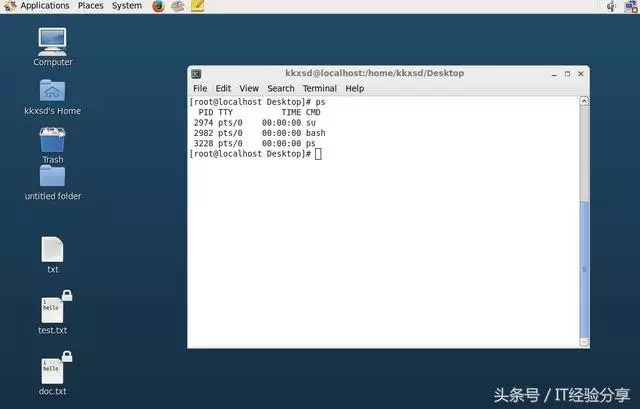 Applications Places System
Computer
kkxsd's Home
Trash
untitled folder
txt
i
hello
test.txt
i
hello
doc.txt
kkxsd@localhost:/home/kkxsd/Desktop
File Edit View Search Terminal Help
[root@localhost Desktop]# ps
PID TTY TIME CMD
2974 pts/0 00:00:00 su
2982 pts/0 00:00:00 bash
3228 pts/0 00:00:00 ps
[root@localhost Desktop]#
头条号 / IT经验分享